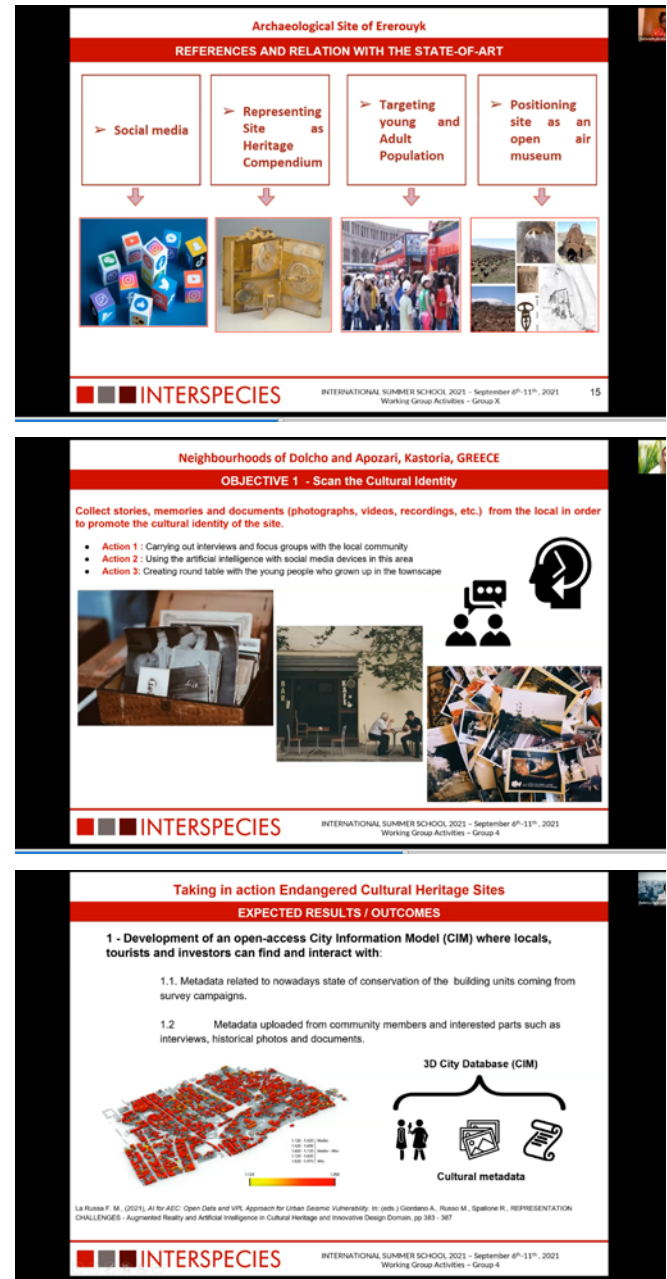 Archaeological Site of Ererouyk
REFERENCES AND RELATION WITH THE STATE-OF-ART
➢ Social media
➢ Representing
Site as
Heritage
Compendium
➢ Targeting
young and
Adult
Population
➢ Positioning
site as an
open air
museum
INTERSPECIES
INTERNATIONAL SUMMER SCHOOL 2021 – September 6th-11th, 2021
Working Group Activities – Group X
15
Neighbourhoods of Dolcho and Apozari, Kastoria, GREECE
OBJECTIVE 1 - Scan the Cultural Identity
Collect stories, memories and documents (photographs, videos, recordings, etc.) from the local in order
to promote the cultural identity of the site.
• Action 1 : Carrying out interviews and focus groups with the local community
• Action 2 : Using the artificial intelligence with social media devices in this area
• Action 3: Creating round table with the young people who grown up in the townscape
BAR
INTERSPECIES
INTERNATIONAL SUMMER SCHOOL 2021 – September 6th-11th, 2021
Working Group Activities – Group 4
Taking in action Endangered Cultural Heritage Sites
EXPECTED RESULTS / OUTCOMES
1 - Development of an open-access City Information Model (CIM) where locals,
tourists and investors can find and interact with:
1.1. Metadata related to nowadays state of conservation of the building units coming from
survey campaigns.
1.2 Metadata uploaded from community members and interested parts such as
interviews, historical photos and documents.
3D City Database (CIM)
Cultural metadata
La Russa F. M., (2021), AI for AEC: Open Data and VPL Approach for Urban Seismic Vulnerability. In: (eds.) Giordano A., Russo M., Spallone R., REPRESENTATION
CHALLENGES - Augmented Reality and Artificial Intelligence in Cultural Heritage and Innovative Design Domain, pp 383 - 387
INTERSPECIES
INTERNATIONAL SUMMER SCHOOL 2021 – September 6th-11th, 2021
Working Group Activities – Group 4